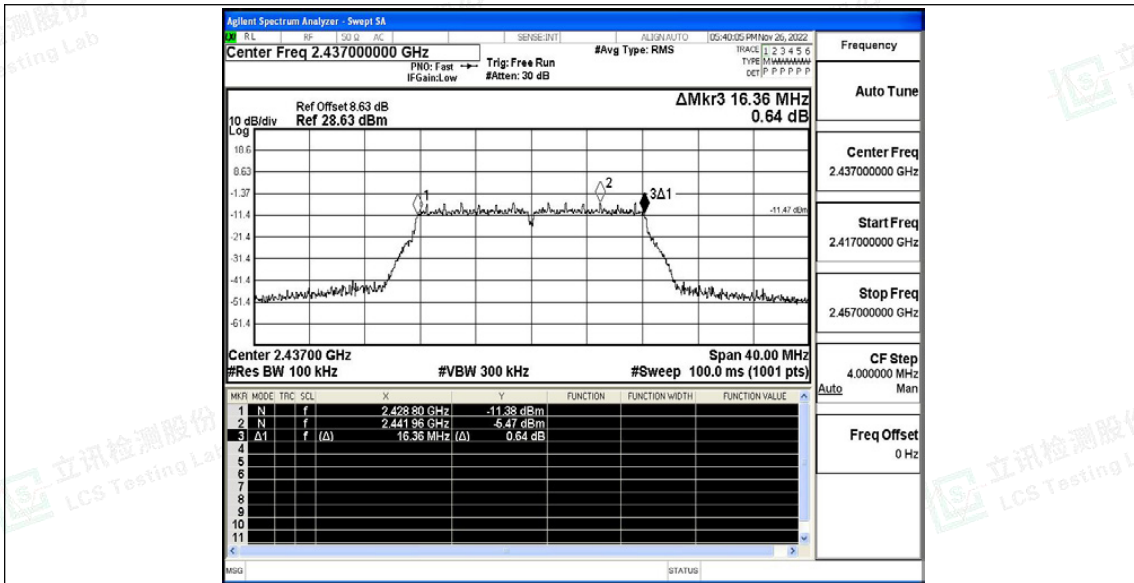 Agilent Spectrum Analyzer - Swept SA
RL RF 50 Ω AC SENSE:INT ALIGNAUTO 05:40:05 PM Nov 26, 2022
Center Freq 2.437000000 GHz
PNO: Fast
IFGain:Low
Trig: Free Run
#Atten: 30 dB
#Avg Type: RMS
TRACE 1 2 3 4 5 6
TYPE M
DET P P P P P P
Ref Offset 8.63 dB
10 dB/div Ref 28.63 dBm
Log
ΔMkr3 16.36 MHz
0.64 dB
18.6
8.63
-1.37
-11.4
-21.4
-31.4
-41.4
-51.4
-61.4
1
2
3Δ1
-11.47 dBm
Center 2.43700 GHz Span 40.00 MHz
#Res BW 100 kHz #VBW 300 kHz #Sweep 100.0 ms (1001 pts)
MKR MODE TRC SCL X Y FUNCTION FUNCTION WIDTH FUNCTION VALUE
1 N f 2.428 80 GHz -11.38 dBm
2 N f 2.441 96 GHz -5.47 dBm
3 Δ1 f (Δ) 16.36 MHz (Δ) 0.64 dB
4
5
6
7
8
9
10
11
MSG STATUS
Frequency
Auto Tune
Center Freq
2.437000000 GHz
Start Freq
2.417000000 GHz
Stop Freq
2.457000000 GHz
CF Step
4.000000 MHz
Auto Man
Freq Offset
0 Hz
立讯检测股份
LCS Testing Lab
立讯检测股份
LCS Testing L